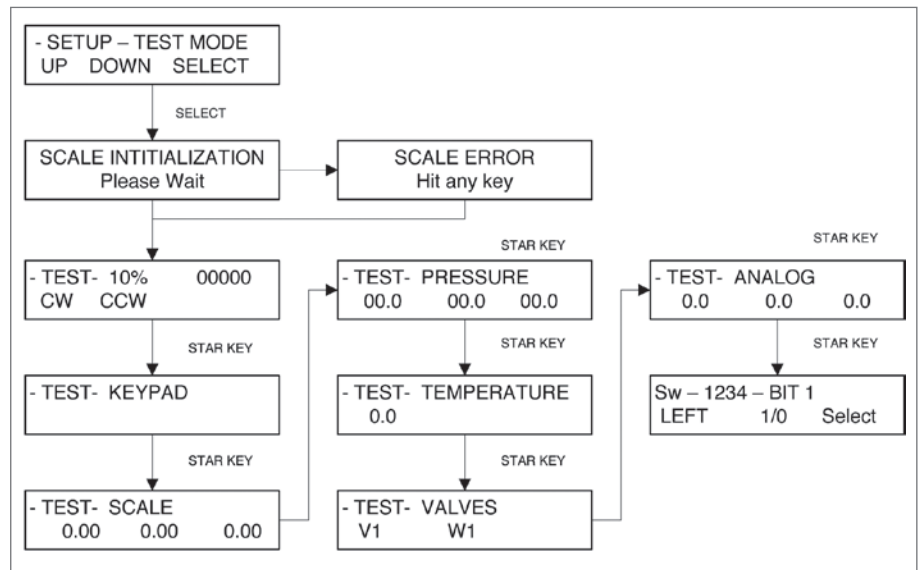 - SETUP – TEST MODE
UP DOWN SELECT
SELECT
SCALE INTITIALIZATION
Please Wait
SCALE ERROR
Hit any key
- TEST- 10% 00000
CW CCW
STAR KEY
- TEST- KEYPAD
STAR KEY
- TEST- SCALE
0.00 0.00 0.00
STAR KEY
- TEST- PRESSURE
00.0 00.0 00.0
STAR KEY
- TEST- TEMPERATURE
0.0
STAR KEY
- TEST- VALVES
V1 W1
STAR KEY
- TEST- ANALOG
0.0 0.0 0.0
STAR KEY
Sw – 1234 – BIT 1
LEFT 1/0 Select